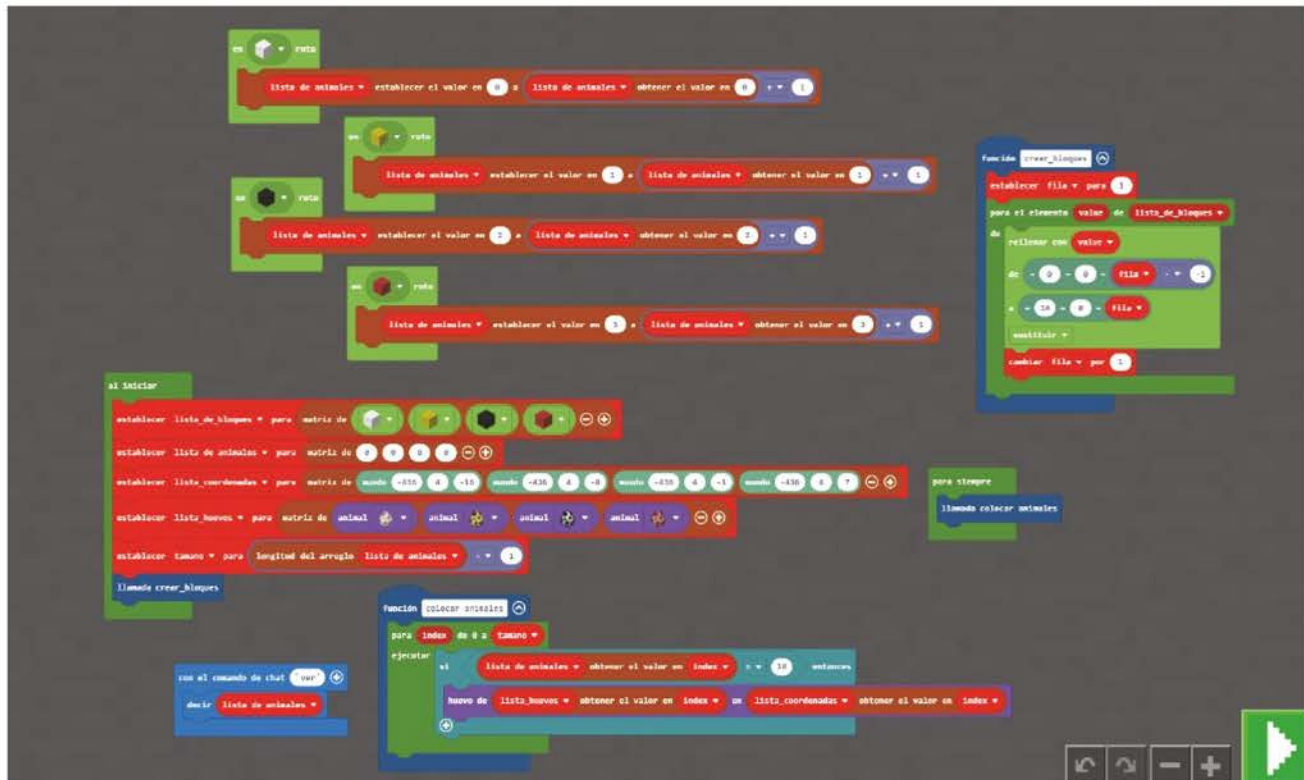 en roto
lista de animales establecer el valor en 0 a lista de animales obtener el valor en 0 + 1
en roto
lista de animales establecer el valor en 1 a lista de animales obtener el valor en 1 + 1
en roto
lista de animales establecer el valor en 2 a lista de animales obtener el valor en 2 + 1
en roto
lista de animales establecer el valor en 3 a lista de animales obtener el valor en 3 + 1
función crear_bloques
establecer fila para 1
para el elemento value de lista_de_bloques
do
rellenar con value
de ~ 0 ~ 0 ~ fila - -1
a ~ 10 ~ 0 ~ fila
sustituir
cambiar fila por 1
al iniciar
establecer lista_de_bloques para matriz de
establecer lista de animales para matriz de 0 0 0 0
establecer lista_coordenadas para matriz de mundo -436 4 -16 mundo -436 4 -8 mundo -436 4 -1 mundo -436 4 7
establecer lista_huevos para matriz de animal animal animal animal
establecer tamano para longitud del arreglo lista de animales - 1
llamada crear_bloques
para siempre
llamada colocar animales
función colocar animales
para index de 0 a tamano
ejecutar
si lista de animales obtener el valor en index = 10 entonces
huevo de lista_huevos obtener el valor en index en lista_coordenadas obtener el valor en index
con el comando de chat "ver"
decir lista de animales